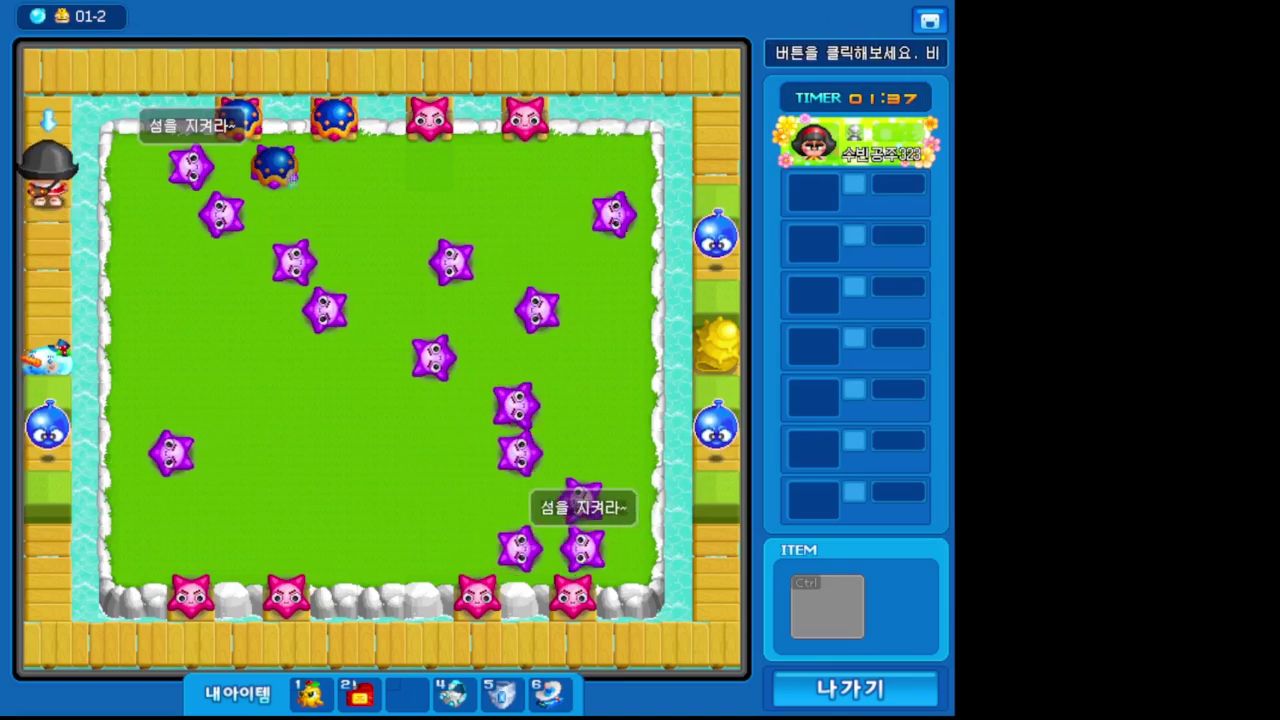 01-2
버튼을 클릭해보세요. 비
TIMER 01:37
수빈공주323
섬을 지켜라~
섬을 지켜라~
ITEM
Ctrl
내아이템
1
2
4
5
6
나가기